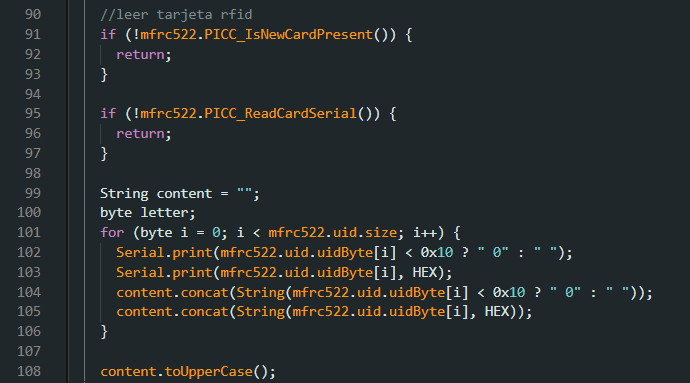 90 //leer tarjeta rfid
91 if (!mfrc522.PICC_IsNewCardPresent()) {
92 return;
93 }
94
95 if (!mfrc522.PICC_ReadCardSerial()) {
96 return;
97 }
98
99 String content = "";
100 byte letter;
101 for (byte i = 0; i < mfrc522.uid.size; i++) {
102 Serial.print(mfrc522.uid.uidByte[i] < 0x10 ? " 0" : " ");
103 Serial.print(mfrc522.uid.uidByte[i], HEX);
104 content.concat(String(mfrc522.uid.uidByte[i] < 0x10 ? " 0" : " "));
105 content.concat(String(mfrc522.uid.uidByte[i], HEX));
106 }
107
108 content.toUpperCase();